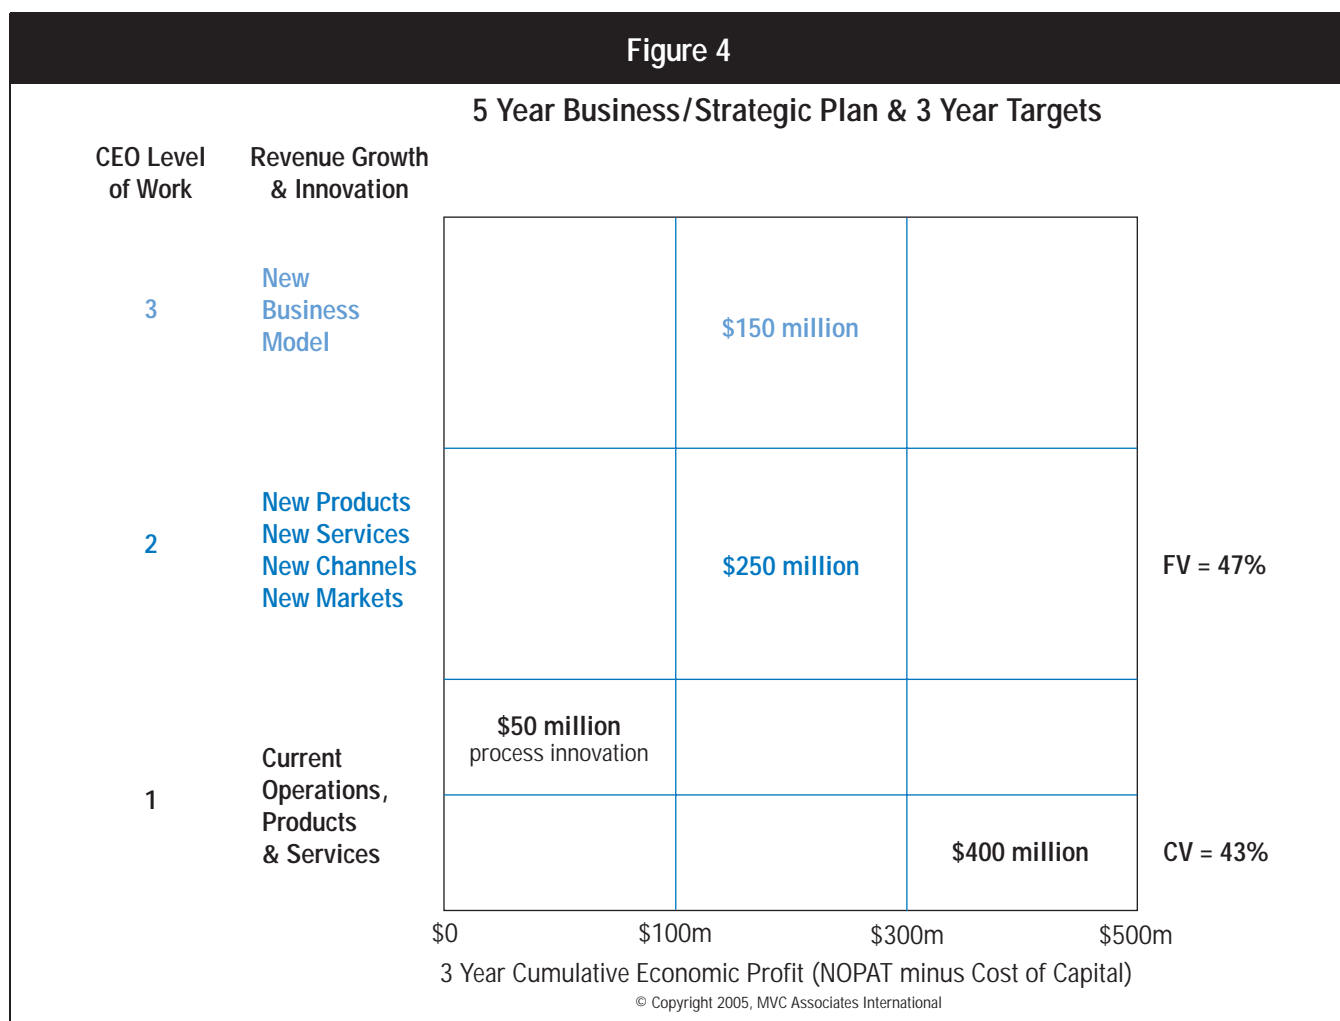 Figure 4
5 Year Business/Strategic Plan & 3 Year Targets
CEO Level
of Work
Revenue Growth
& Innovation
3
New
Business
Model
$150 million
2
New Products
New Services
New Channels
New Markets
$250 million
FV = 47%
$50 million
process innovation
1
Current
Operations,
Products
& Services
$400 million
CV = 43%
$0
$100m
$300m
$500m
3 Year Cumulative Economic Profit (NOPAT minus Cost of Capital)
© Copyright 2005, MVC Associates International